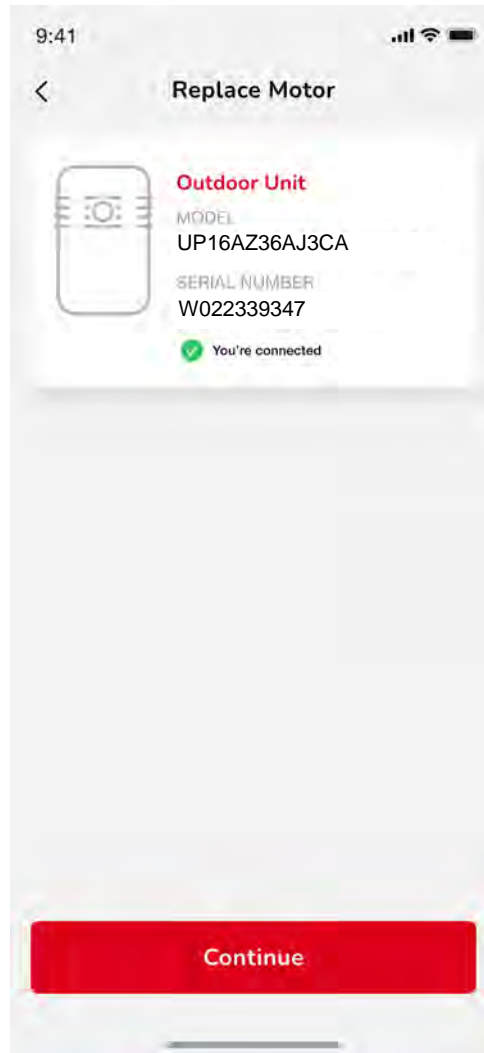 9:41
Replace Motor
Outdoor Unit
MODEL
UP16AZ36AJ3CA
SERIAL NUMBER
W022339347
You're connected
Continue